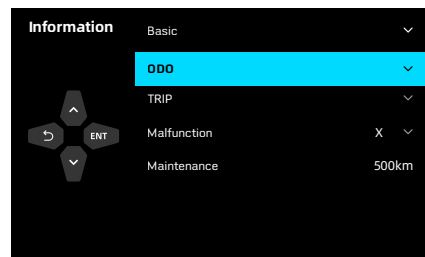 Information
Basic
ODO
TRIP
ENT
Malfunction X
Maintenance 500km